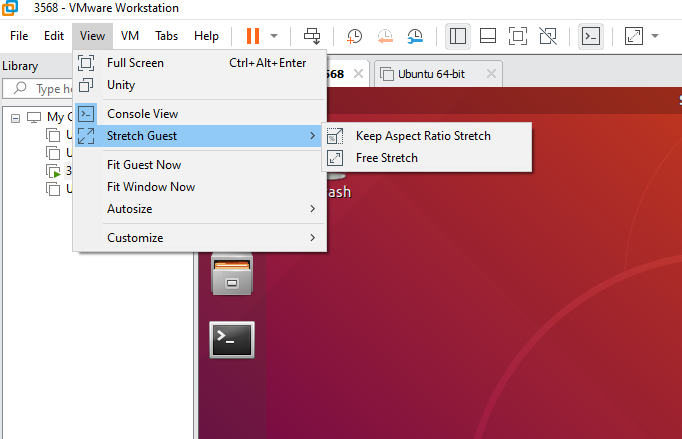 3568 - VMware Workstation
File Edit View VM Tabs Help
Library
Type he
My C
U
U
3
U
Full Screen Ctrl+Alt+Enter
Unity
Console View
Stretch Guest
Fit Guest Now
Fit Window Now
Autosize
Customize
Keep Aspect Ratio Stretch
Free Stretch
68
Ubuntu 64-bit
ash